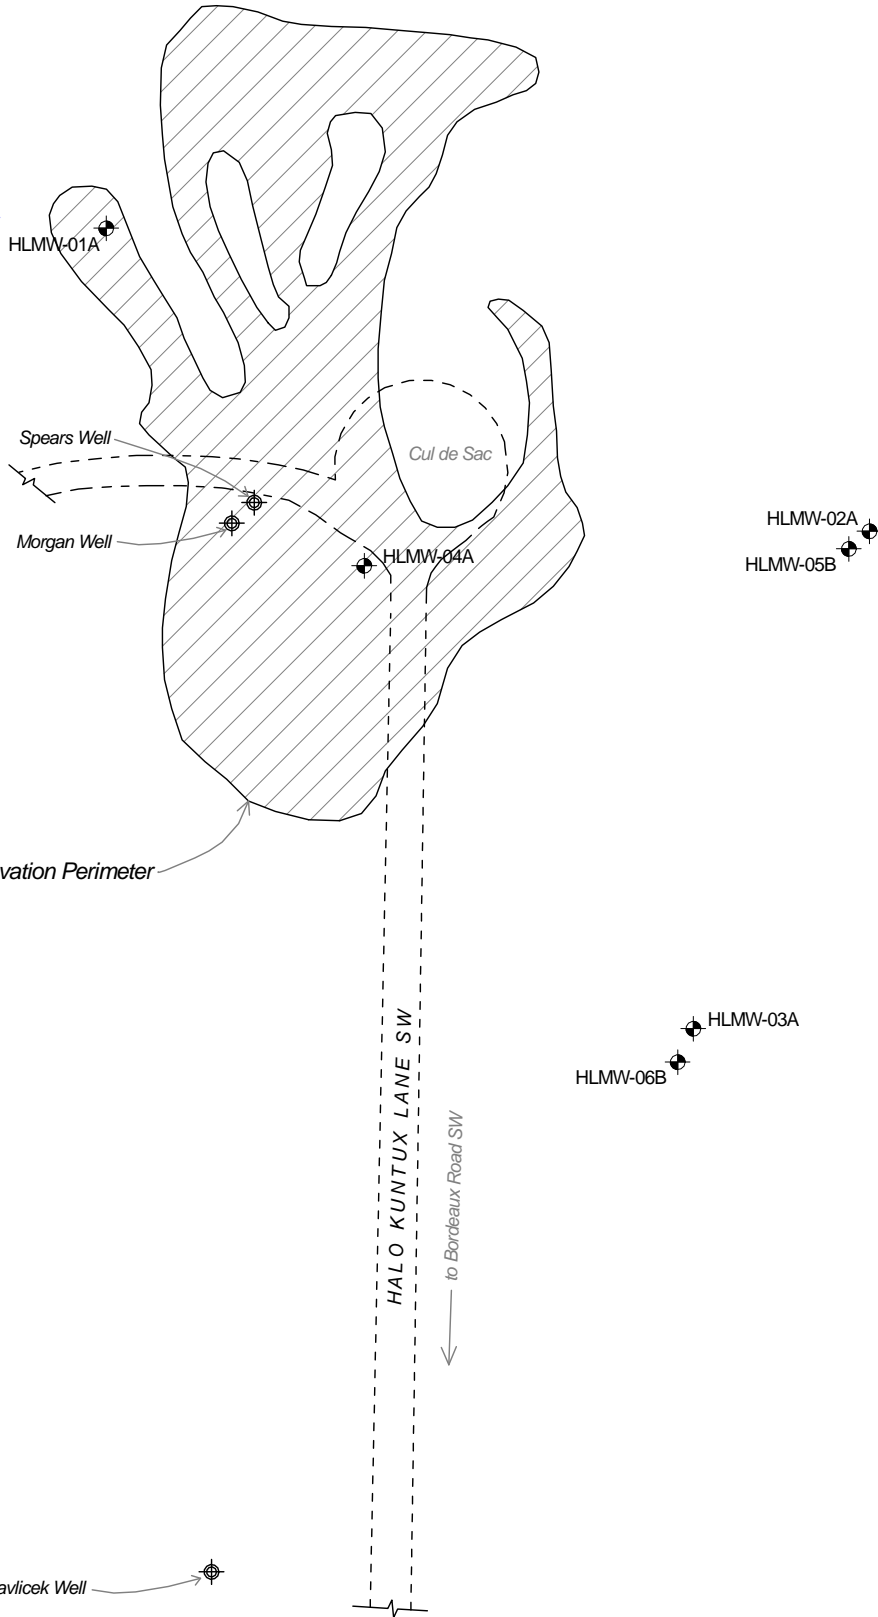 HLMW-01A
Spears Well
Cul de Sac
HLMW-02A
Morgan Well
HLMW-04A
HLMW-05B
vation Perimeter
HLMW-03A
HLMW-06B
HALO KUNTUX LANE SW
to Bordeaux Road SW
avlicek Well